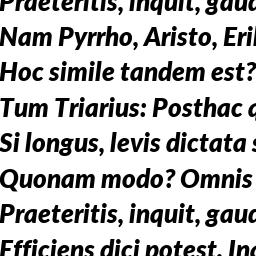 Praeteritis, inquit, gaud
Nam Pyrrho, Aristo, Eril
Hoc simile tandem est?
Tum Triarius: Posthac q
Si longus, levis dictata s
Quonam modo? Omnis
Praeteritis, inquit, gaud
Efficiens dici potest. Inq